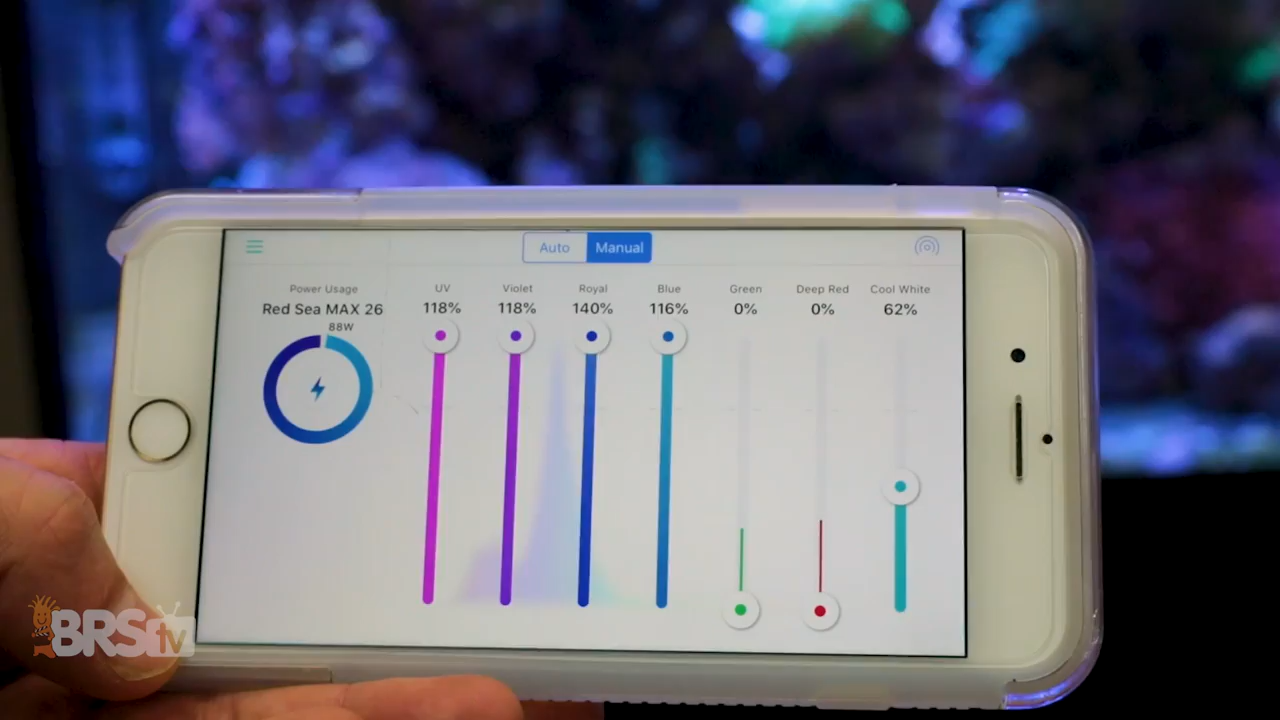 Auto Manual
Power Usage
Red Sea MAX 26
88W
UV Violet Royal Blue Green Deep Red Cool White
118% 118% 140% 116% 0% 0% 62%
BRStv